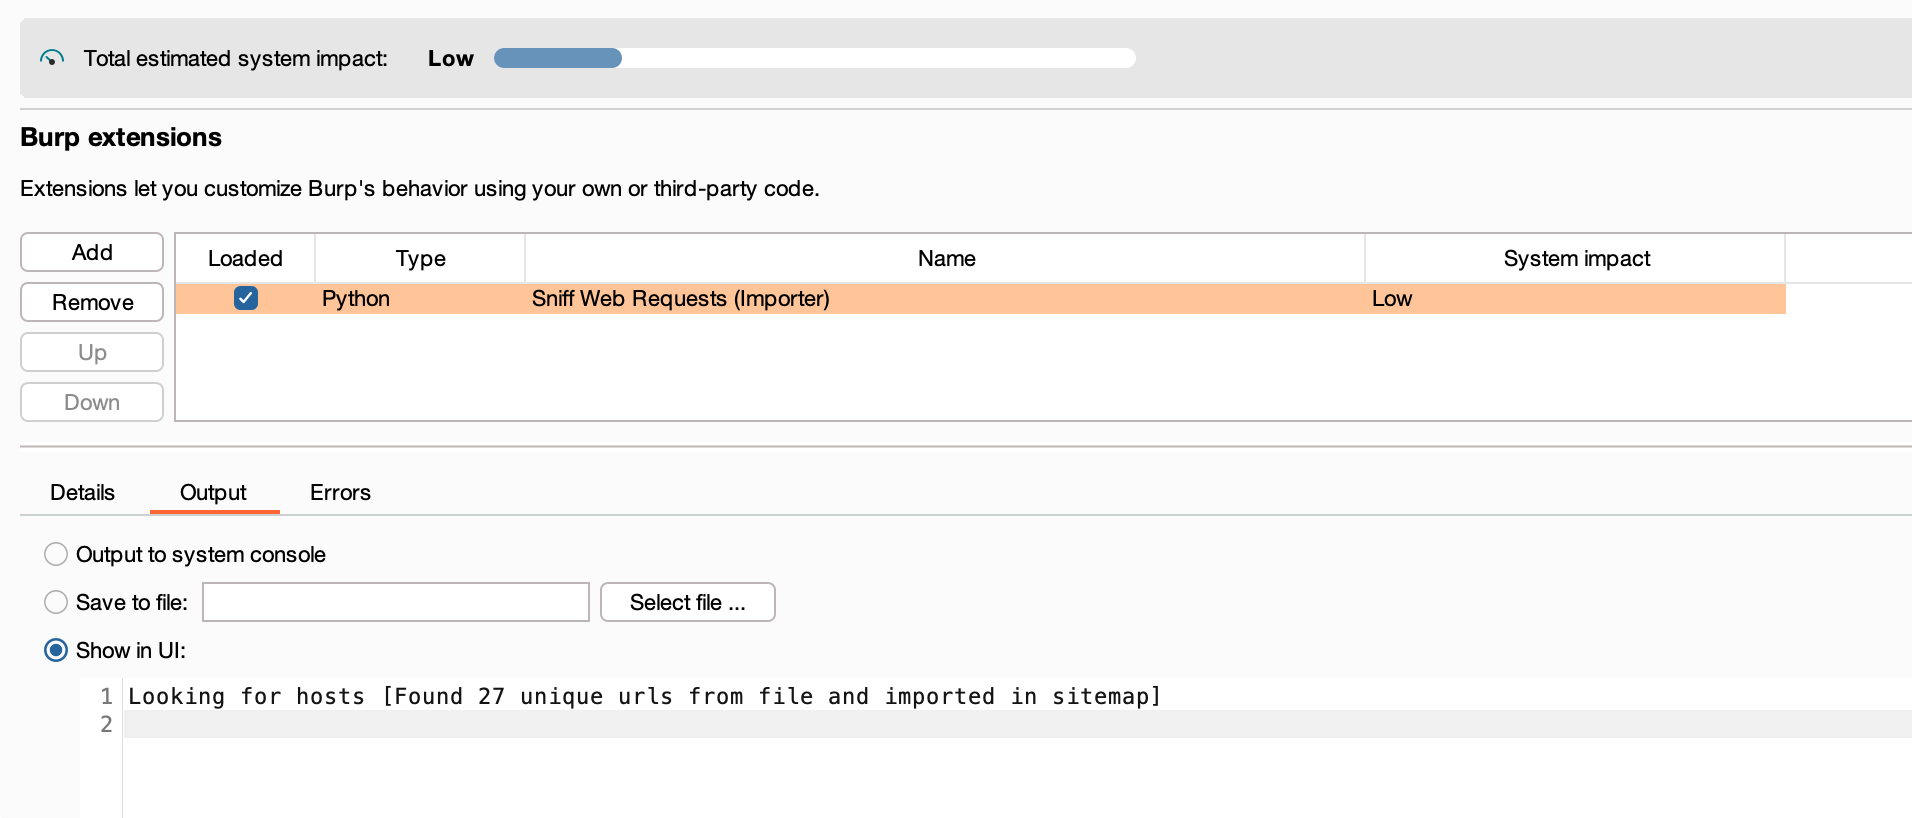 Total estimated system impact: Low
Burp extensions
Extensions let you customize Burp's behavior using your own or third-party code.
Add
Remove
Up
Down
Loaded Type Name System impact
Python Sniff Web Requests (Importer) Low
Details Output Errors
Output to system console
Save to file: Select file ...
Show in UI:
1 Looking for hosts [Found 27 unique urls from file and imported in sitemap]
2